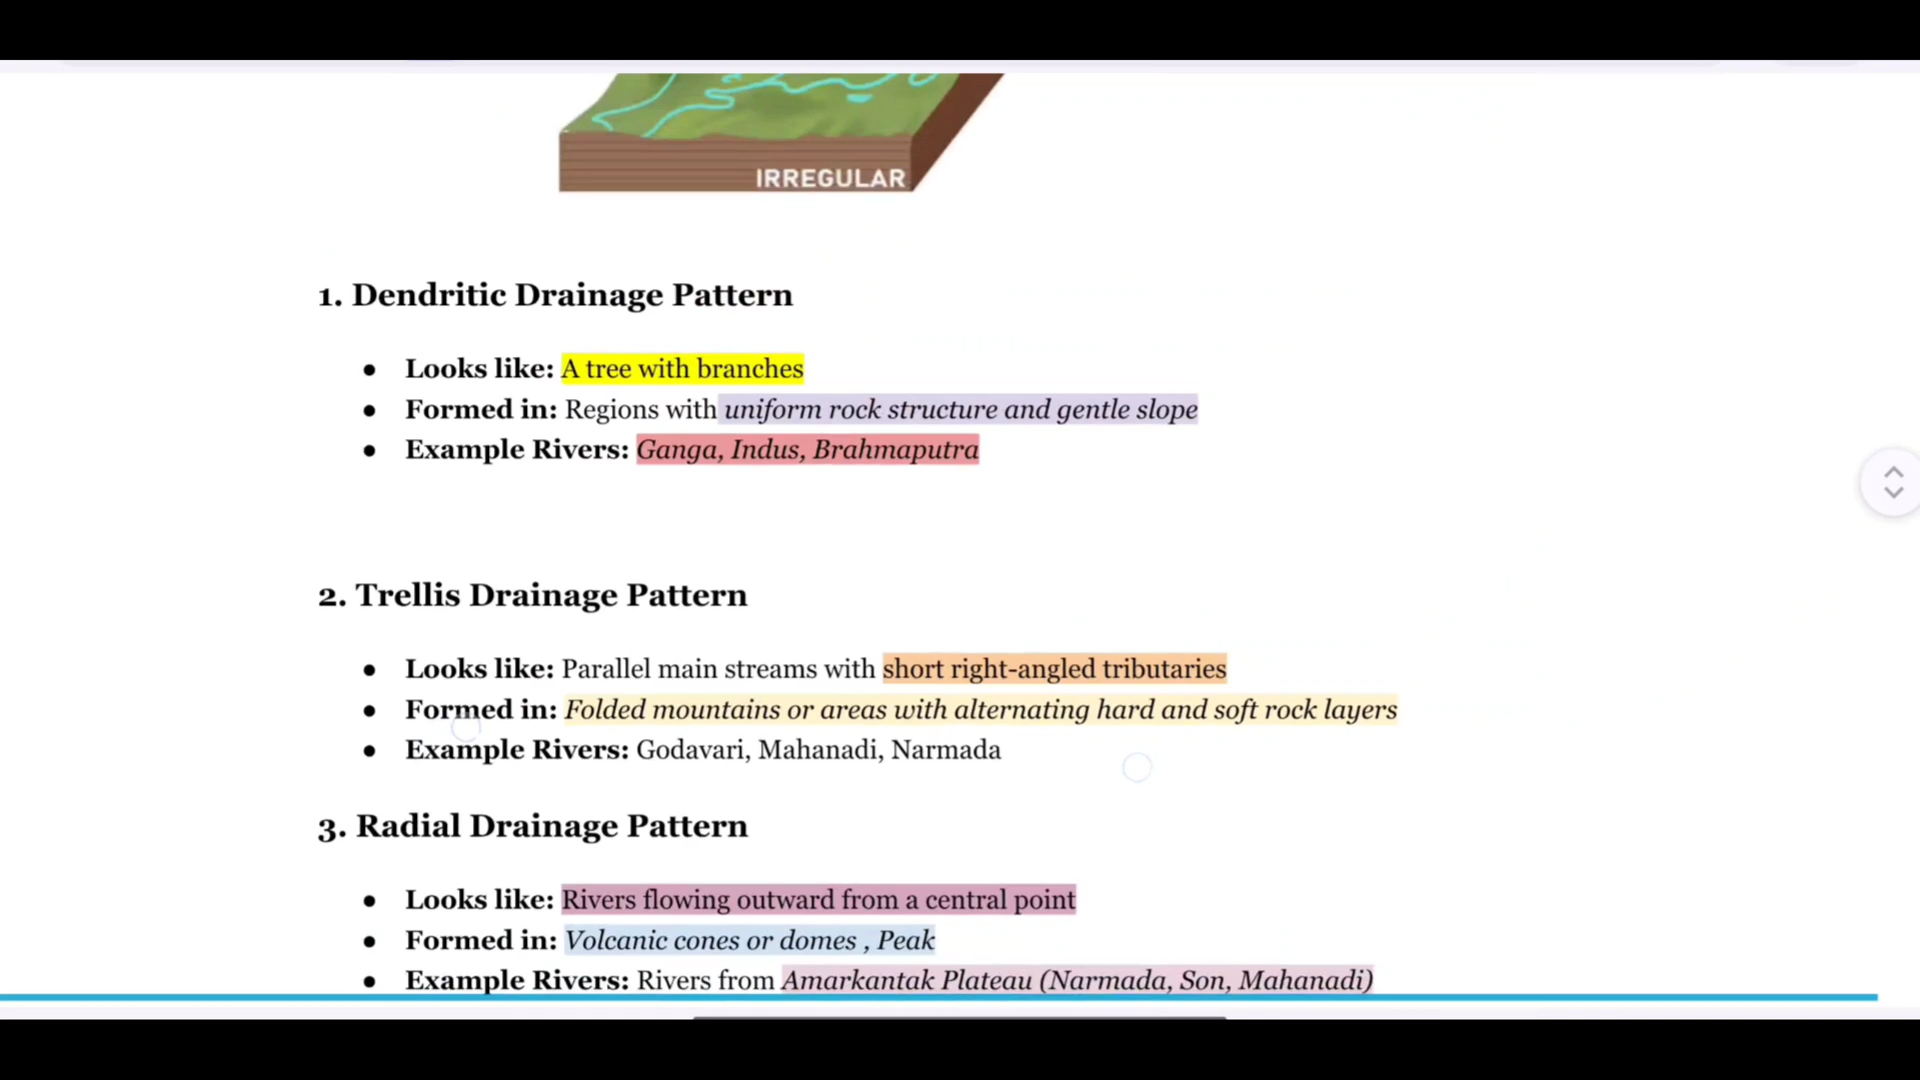 IRREGULAR
1. Dendritic Drainage Pattern
● Looks like: A tree with branches
● Formed in: Regions with uniform rock structure and gentle slope
● Example Rivers: Ganga, Indus, Brahmaputra
2. Trellis Drainage Pattern
● Looks like: Parallel main streams with short right-angled tributaries
● Formed in: Folded mountains or areas with alternating hard and soft rock layers
● Example Rivers: Godavari, Mahanadi, Narmada
3. Radial Drainage Pattern
● Looks like: Rivers flowing outward from a central point
● Formed in: Volcanic cones or domes , Peak
● Example Rivers: Rivers from Amarkantak Plateau (Narmada, Son, Mahanadi)